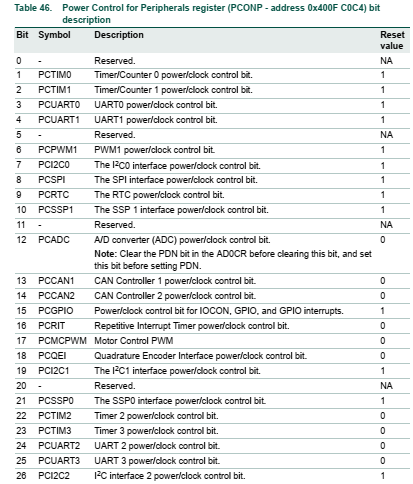 Table 46. Power Control for Peripherals register (PCONP - address 0x400F C0C4) bit
description
Bit Symbol Description Reset
value
0 - Reserved. NA
1 PCTIM0 Timer/Counter 0 power/clock control bit. 1
2 PCTIM1 Timer/Counter 1 power/clock control bit. 1
3 PCUART0 UART0 power/clock control bit. 1
4 PCUART1 UART1 power/clock control bit. 1
5 - Reserved. NA
6 PCPWM1 PWM1 power/clock control bit. 1
7 PCI2C0 The I²C0 interface power/clock control bit. 1
8 PCSPI The SPI interface power/clock control bit. 1
9 PCRTC The RTC power/clock control bit. 1
10 PCSSP1 The SSP 1 interface power/clock control bit. 1
11 - Reserved. NA
12 PCADC A/D converter (ADC) power/clock control bit. 0
Note: Clear the PDN bit in the AD0CR before clearing this bit, and set
this bit before setting PDN.
13 PCCAN1 CAN Controller 1 power/clock control bit. 0
14 PCCAN2 CAN Controller 2 power/clock control bit. 0
15 PCGPIO Power/clock control bit for IOCON, GPIO, and GPIO interrupts. 1
16 PCRIT Repetitive Interrupt Timer power/clock control bit. 0
17 PCMCPWM Motor Control PWM 0
18 PCQEI Quadrature Encoder Interface power/clock control bit. 0
19 PCI2C1 The I²C1 interface power/clock control bit. 1
20 - Reserved. NA
21 PCSSP0 The SSP0 interface power/clock control bit. 1
22 PCTIM2 Timer 2 power/clock control bit. 0
23 PCTIM3 Timer 3 power/clock control bit. 0
24 PCUART2 UART 2 power/clock control bit. 0
25 PCUART3 UART 3 power/clock control bit. 0
26 PCI2C2 I²C interface 2 power/clock control bit. 1